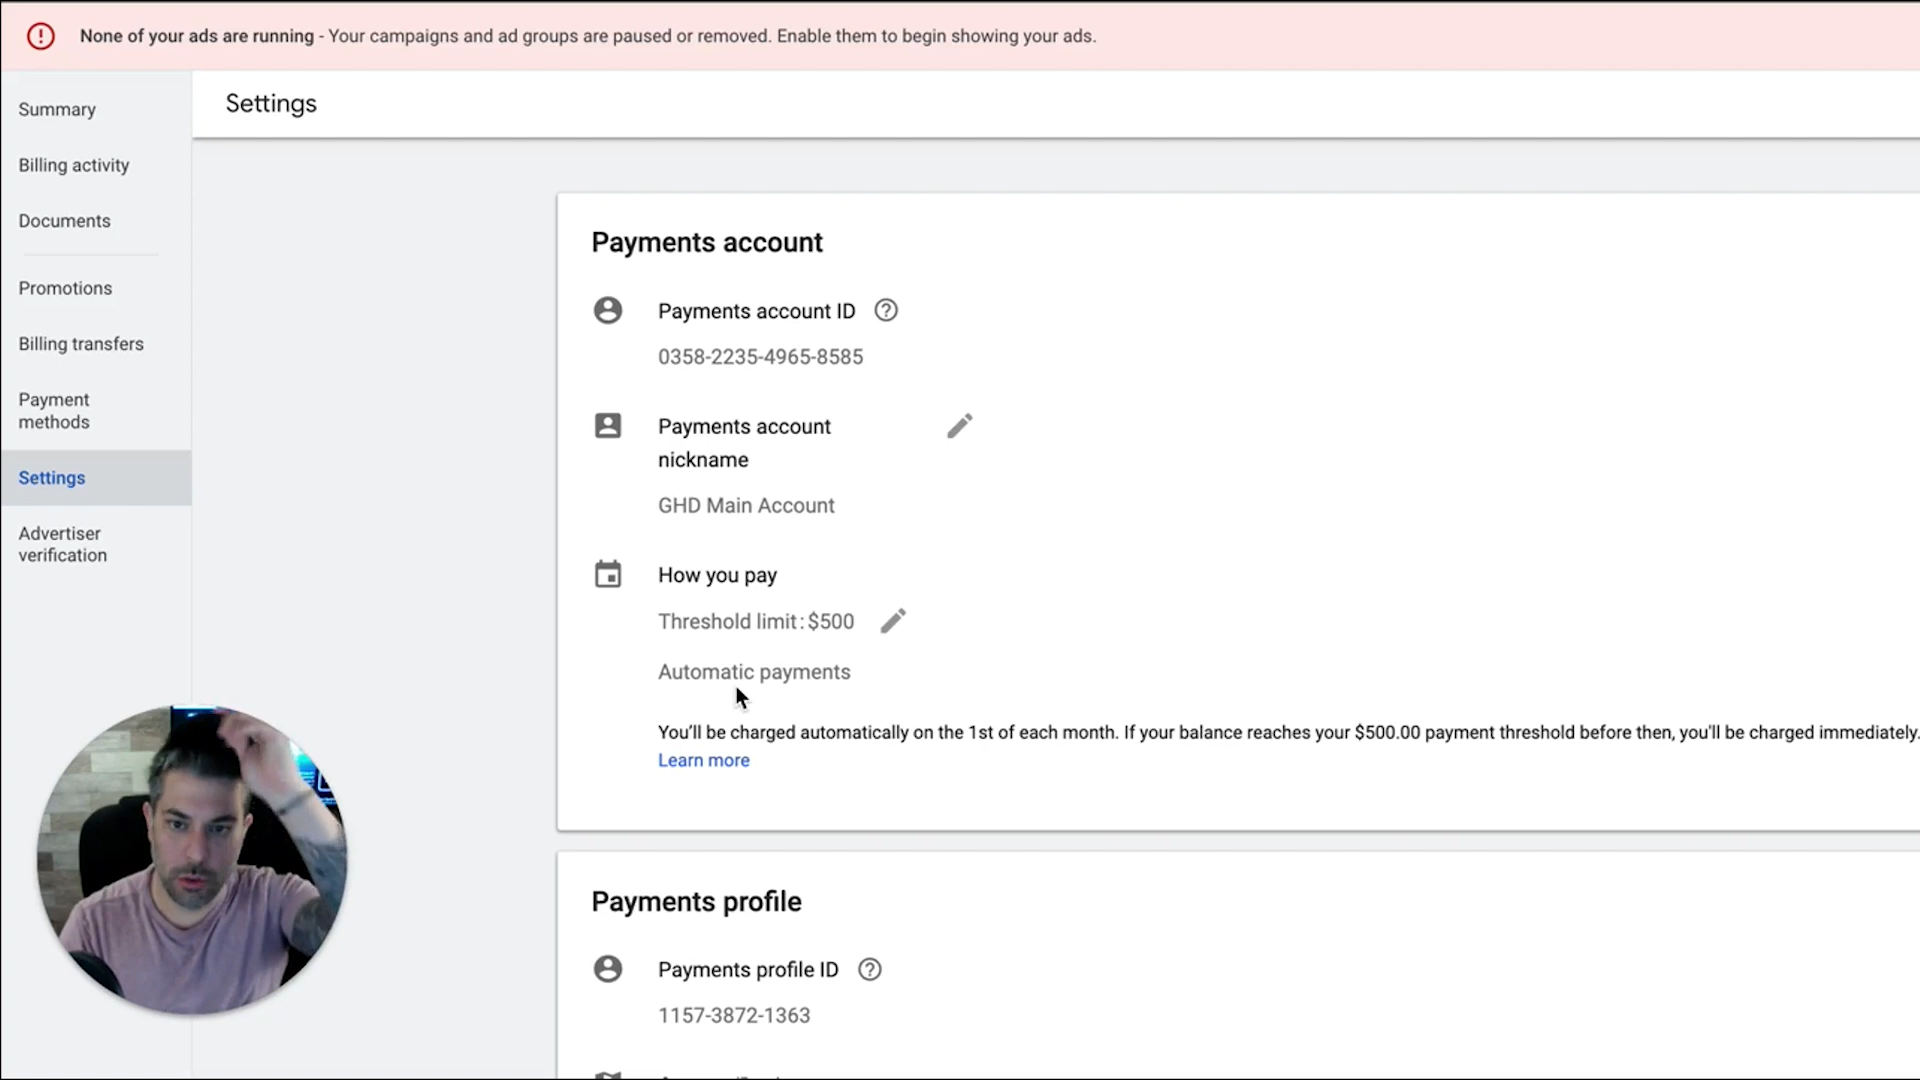 None of your ads are running - Your campaigns and ad groups are paused or removed. Enable them to begin showing your ads.
Summary
Billing activity
Documents
Promotions
Billing transfers
Payment
methods
Settings
Advertiser
verification
Settings
Payments account
Payments account ID
0358-2235-4965-8585
Payments account
nickname
GHD Main Account
How you pay
Threshold limit: $500
Automatic payments
You'll be charged automatically on the 1st of each month. If your balance reaches your $500.00 payment threshold before then, you'll be charged immediately.
Learn more
Payments profile
Payments profile ID
1157-3872-1363